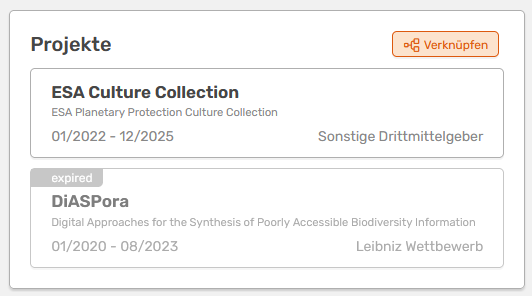 Projekte
Verknüpfen
ESA Culture Collection
ESA Planetary Protection Culture Collection
01/2022 - 12/2025 Sonstige Drittmittelgeber
expired
DiASPora
Digital Approaches for the Synthesis of Poorly Accessible Biodiversity Information
01/2020 - 08/2023 Leibniz Wettbewerb